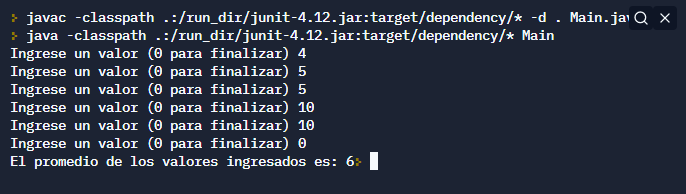 > javac -classpath .:/run_dir/junit-4.12.jar:target/dependency/* -d . Main.jav
> java -classpath .:/run_dir/junit-4.12.jar:target/dependency/* Main
Ingrese un valor (0 para finalizar) 4
Ingrese un valor (0 para finalizar) 5
Ingrese un valor (0 para finalizar) 5
Ingrese un valor (0 para finalizar) 10
Ingrese un valor (0 para finalizar) 10
Ingrese un valor (0 para finalizar) 0
El promedio de los valores ingresados es: 6>